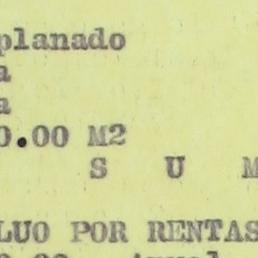 planado
a
a
0.00 M2
S U M
LUO POR RENTAS